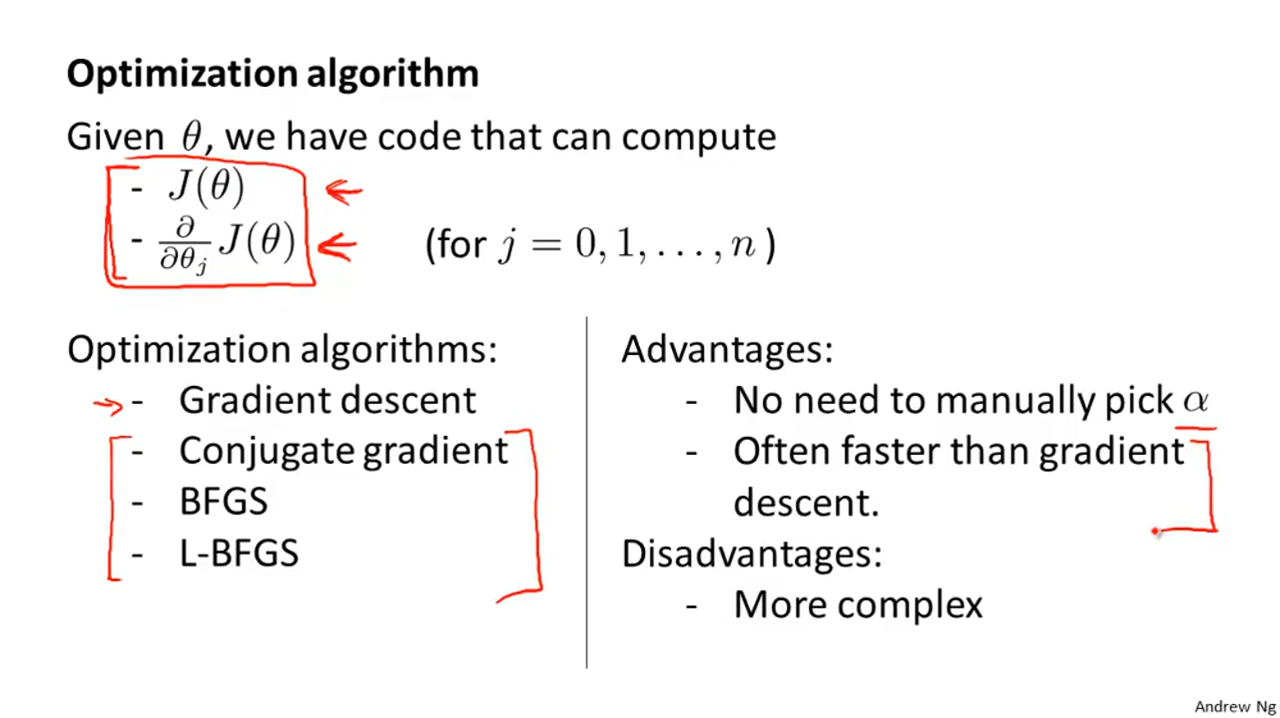 Optimization algorithm
Given θ, we have code that can compute
- J(θ)
- ∂/∂θⱼ J(θ) (for j = 0, 1, . . . , n )
Optimization algorithms:
- Gradient descent
- Conjugate gradient
- BFGS
- L-BFGS
Advantages:
- No need to manually pick α
- Often faster than gradient
descent.
Disadvantages:
- More complex
Andrew Ng